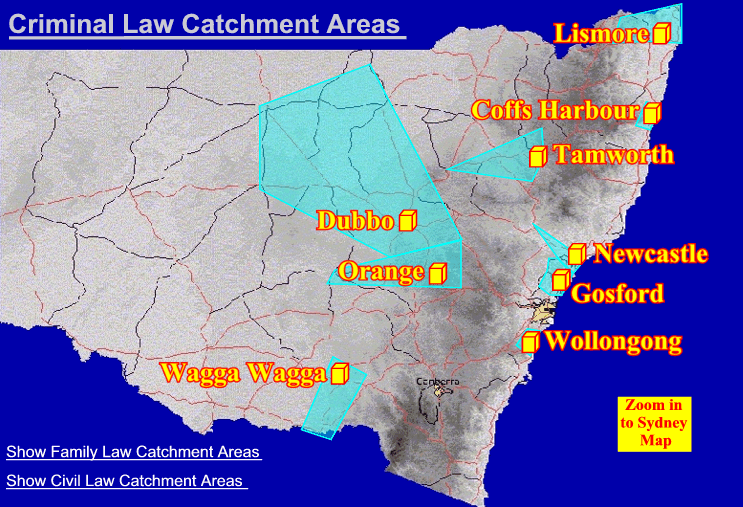 Criminal Law Catchment Areas
Lismore
Coffs Harbour
Tamworth
Dubbo
Newcastle
Orange
Gosford
Wollongong
Wagga Wagga
Canberra
Zoom in
to Sydney
Map
Show Family Law Catchment Areas
Show Civil Law Catchment Areas